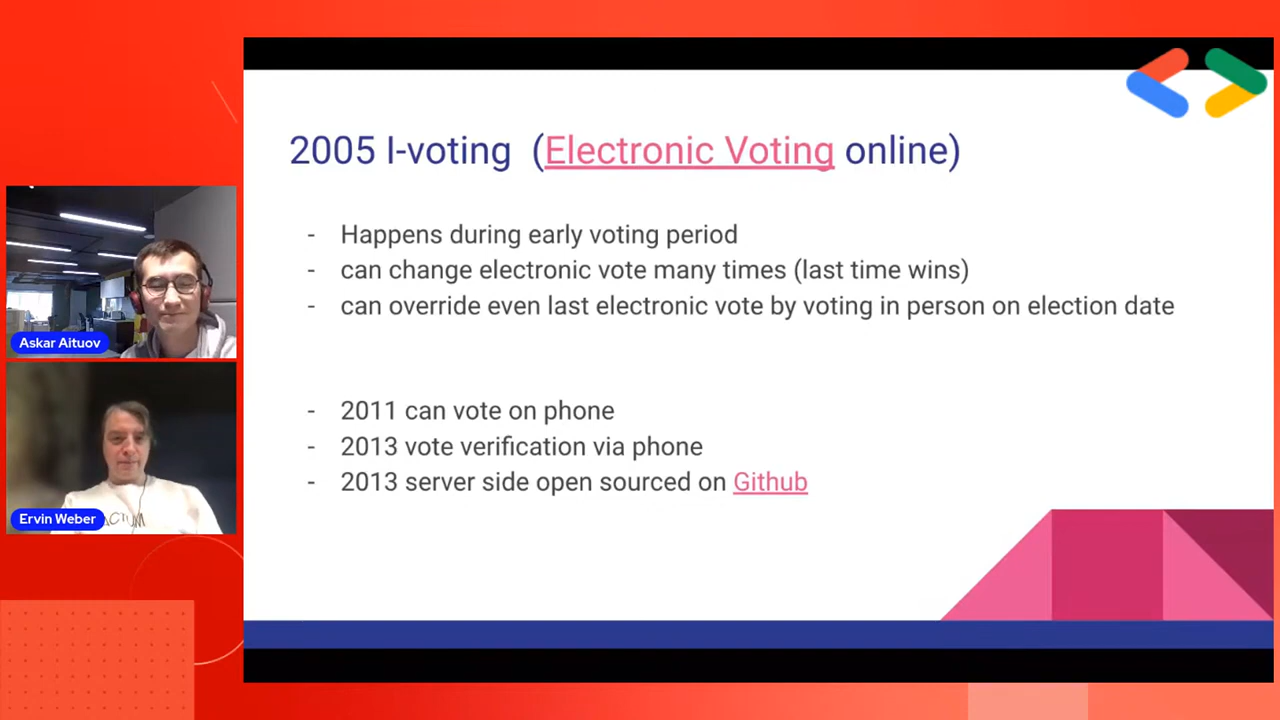 2005 I-voting (Electronic Voting online)
- Happens during early voting period
- can change electronic vote many times (last time wins)
- can override even last electronic vote by voting in person on election date
- 2011 can vote on phone
- 2013 vote verification via phone
- 2013 server side open sourced on Github
Askar Aituov
Ervin Weber